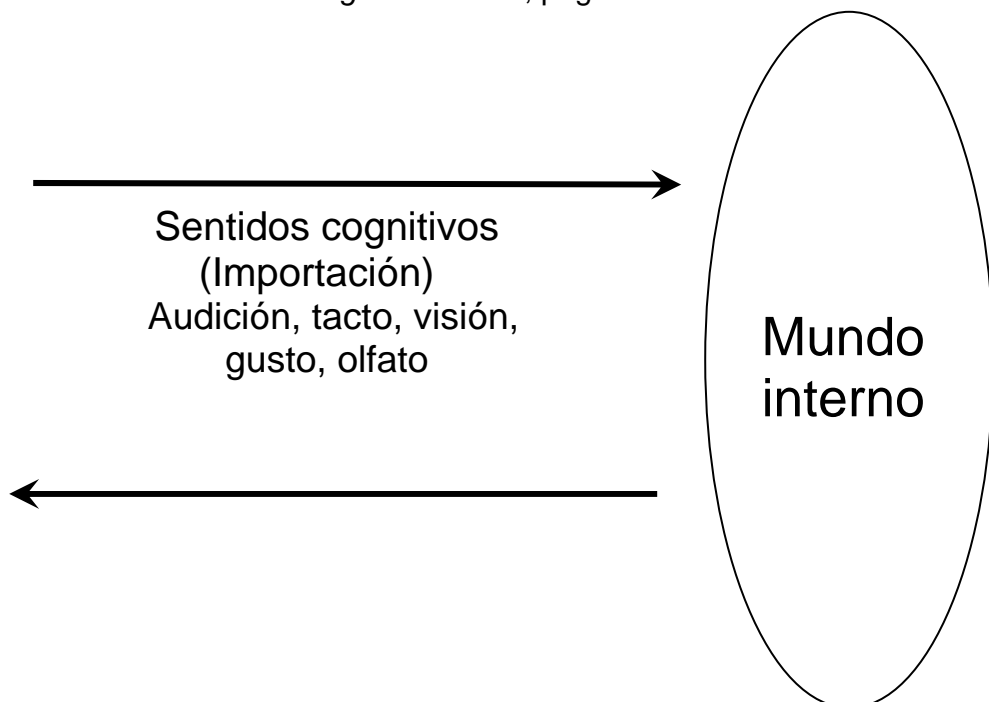 Sentidos cognitivos
(Importación)
Audición, tacto, visión,
gusto, olfato
Mundo
interno